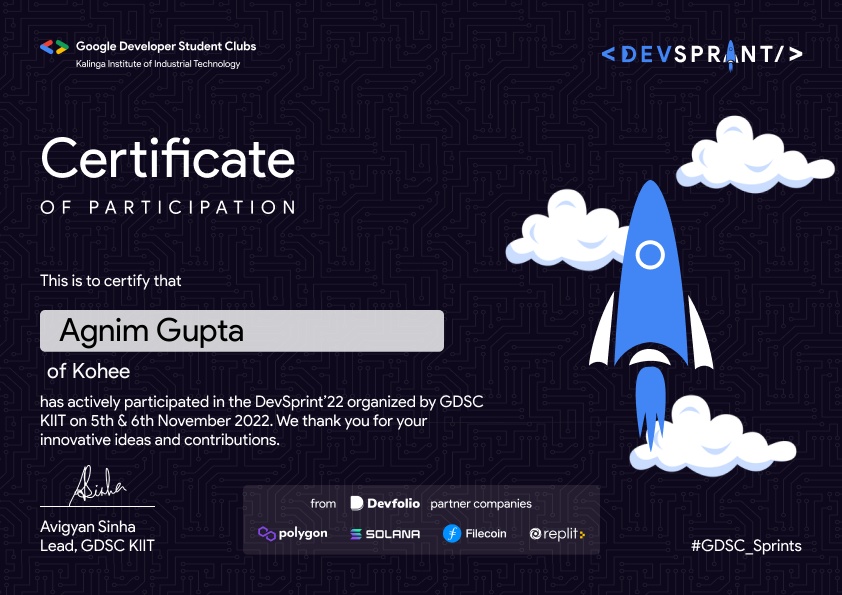 Google Developer Student Clubs
Kalinga Institute of Industrial Technology
<DEVSPRINT/>
Certificate
OF PARTICIPATION
This is to certify that
Agnim Gupta
of Kohee
has actively participated in the DevSprint’22 organized by GDSC
KIIT on 5th & 6th November 2022. We thank you for your
innovative ideas and contributions.
Sinha
Avigyan Sinha
Lead, GDSC KIIT
from Devfolio partner companies
polygon SOLANA Filecoin replit
#GDSC_Sprints